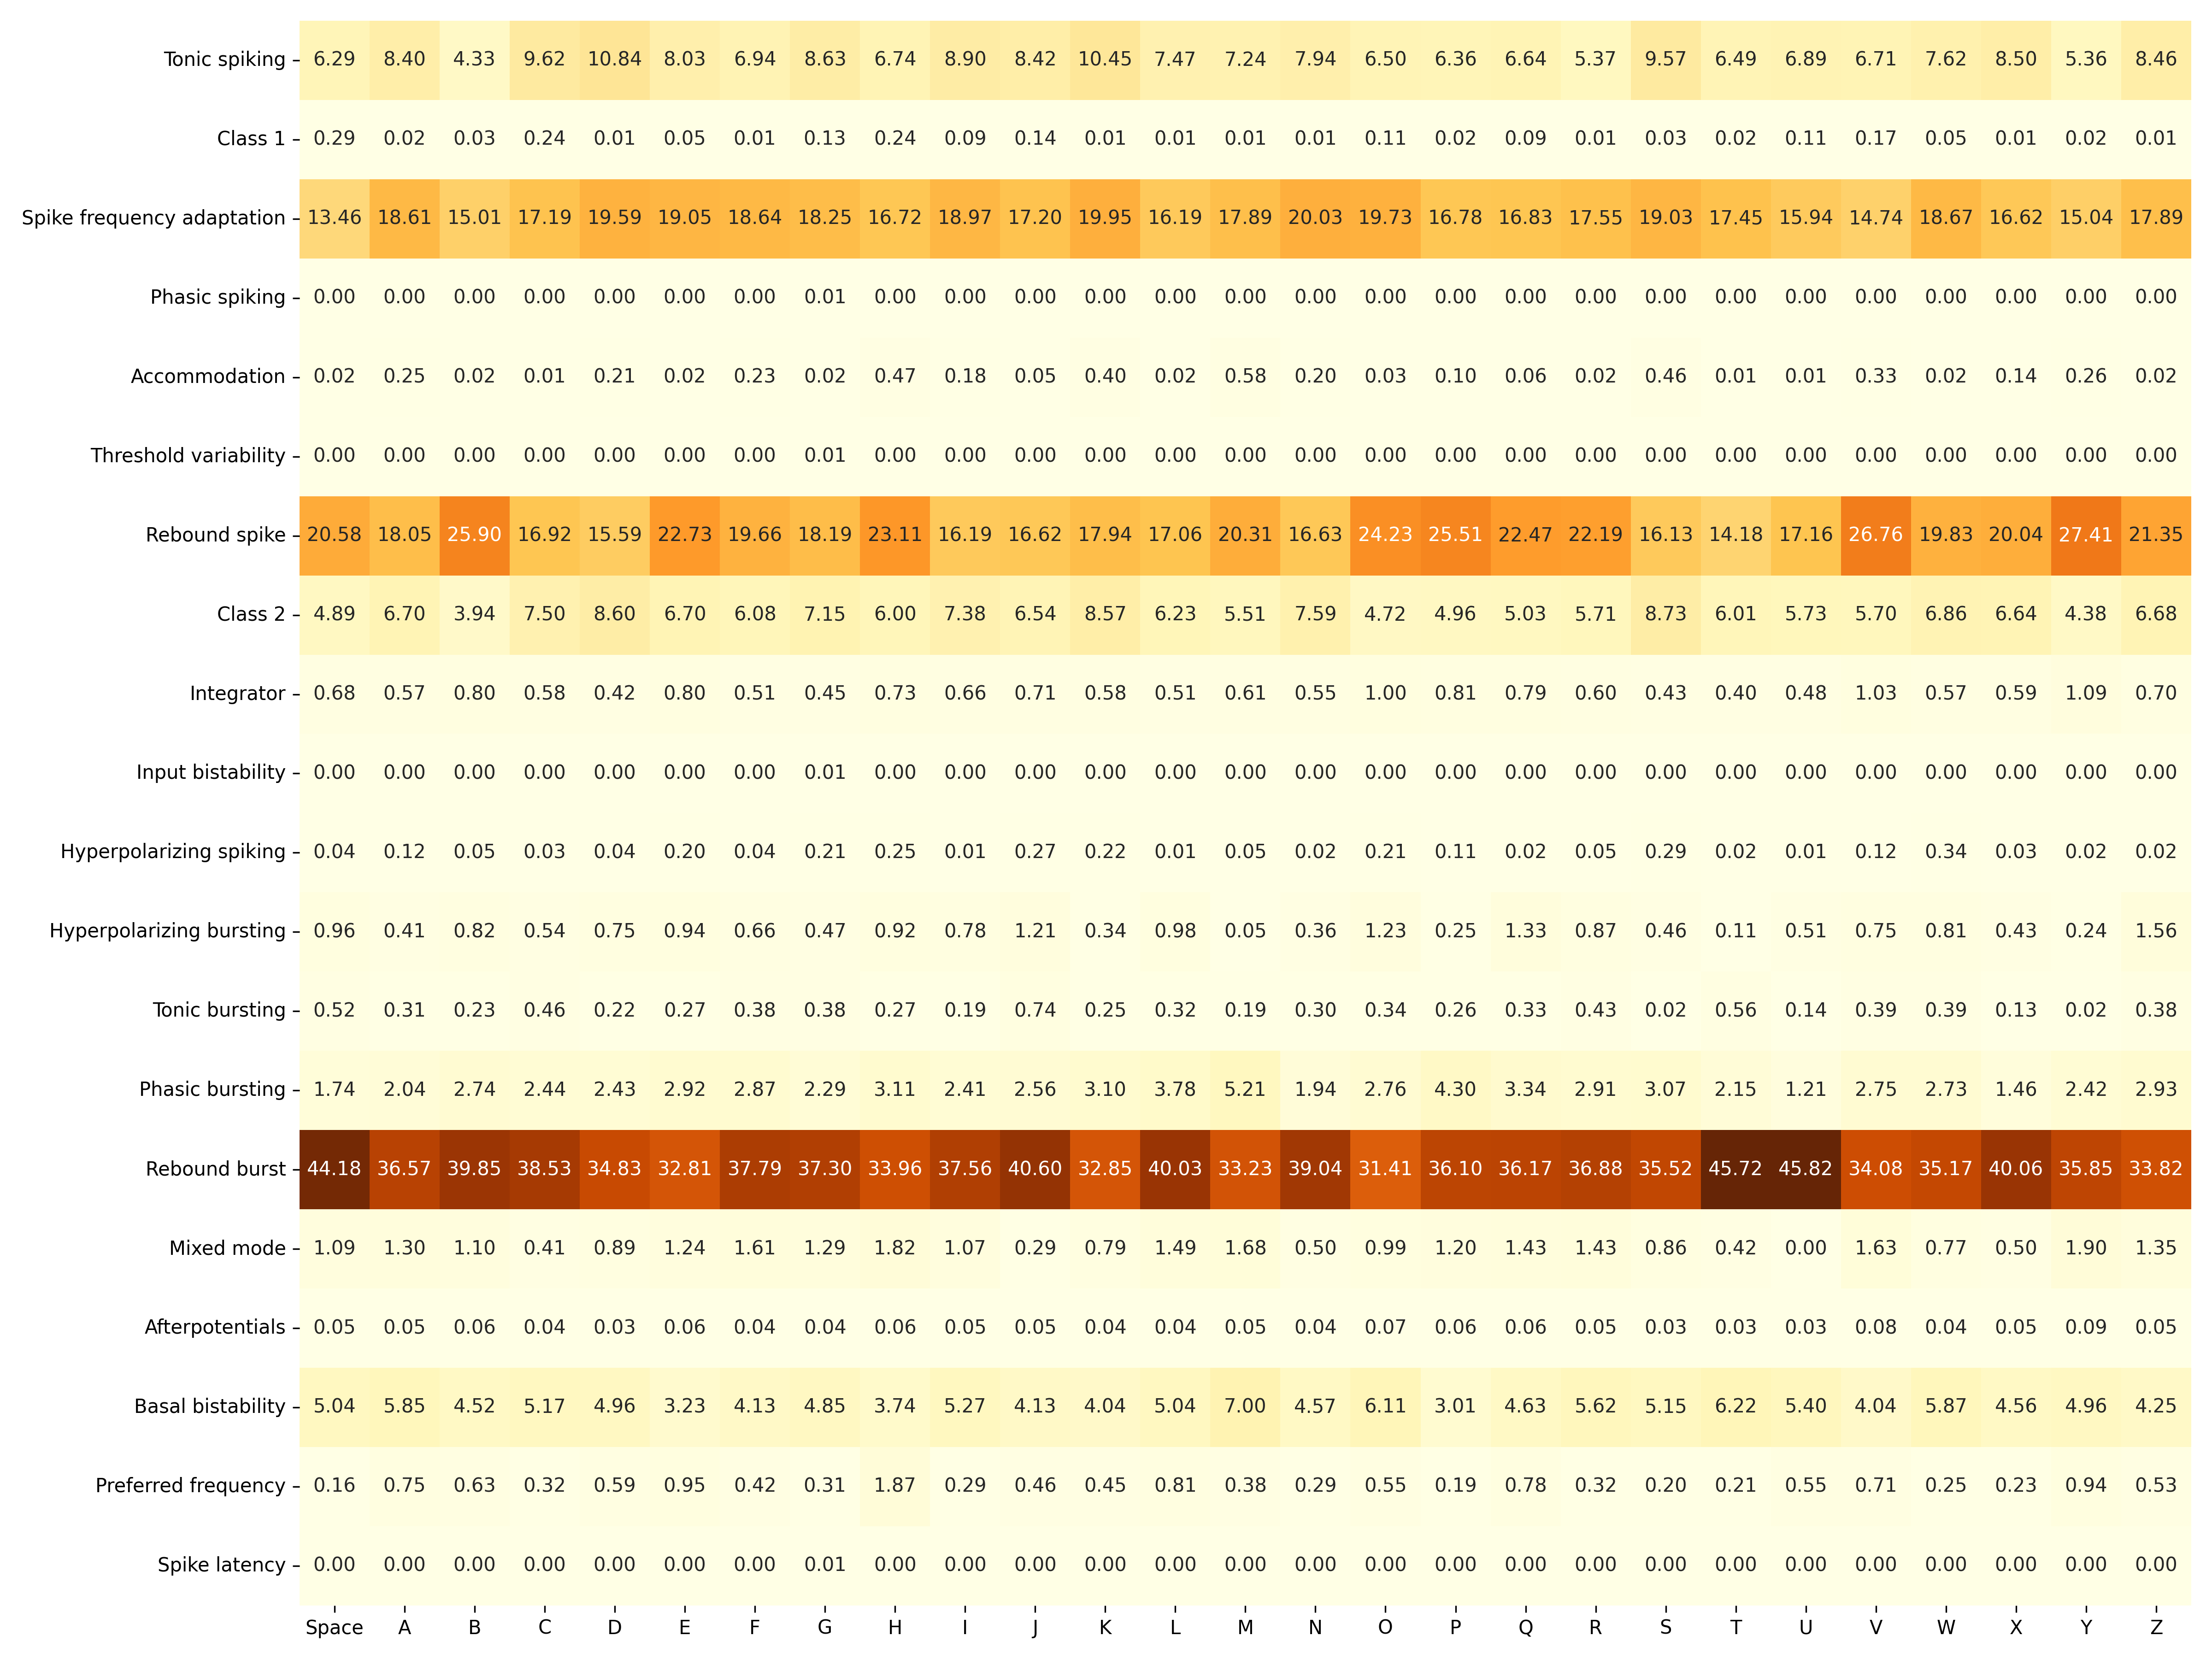 Tonic spiking 6.29 8.40 4.33 9.62 10.84 8.03 6.94 8.63 6.74 8.90 8.42 10.45 7.47 7.24 7.94 6.50 6.36 6.64 5.37 9.57 6.49 6.89 6.71 7.62 8.50 5.36 8.46
Class 1 0.29 0.02 0.03 0.24 0.01 0.05 0.01 0.13 0.24 0.09 0.14 0.01 0.01 0.01 0.01 0.11 0.02 0.09 0.01 0.03 0.02 0.11 0.17 0.05 0.01 0.02 0.01
Spike frequency adaptation 13.46 18.61 15.01 17.19 19.59 19.05 18.64 18.25 16.72 18.97 17.20 19.95 16.19 17.89 20.03 19.73 16.78 16.83 17.55 19.03 17.45 15.94 14.74 18.67 16.62 15.04 17.89
Phasic spiking 0.00 0.00 0.00 0.00 0.00 0.00 0.00 0.01 0.00 0.00 0.00 0.00 0.00 0.00 0.00 0.00 0.00 0.00 0.00 0.00 0.00 0.00 0.00 0.00 0.00 0.00 0.00
Accommodation 0.02 0.25 0.02 0.01 0.21 0.02 0.23 0.02 0.47 0.18 0.05 0.40 0.02 0.58 0.20 0.03 0.10 0.06 0.02 0.46 0.01 0.01 0.33 0.02 0.14 0.26 0.02
Threshold variability 0.00 0.00 0.00 0.00 0.00 0.00 0.00 0.01 0.00 0.00 0.00 0.00 0.00 0.00 0.00 0.00 0.00 0.00 0.00 0.00 0.00 0.00 0.00 0.00 0.00 0.00 0.00
Rebound spike 20.58 18.05 25.90 16.92 15.59 22.73 19.66 18.19 23.11 16.19 16.62 17.94 17.06 20.31 16.63 24.23 25.51 22.47 22.19 16.13 14.18 17.16 26.76 19.83 20.04 27.41 21.35
Class 2 4.89 6.70 3.94 7.50 8.60 6.70 6.08 7.15 6.00 7.38 6.54 8.57 6.23 5.51 7.59 4.72 4.96 5.03 5.71 8.73 6.01 5.73 5.70 6.86 6.64 4.38 6.68
Integrator 0.68 0.57 0.80 0.58 0.42 0.80 0.51 0.45 0.73 0.66 0.71 0.58 0.51 0.61 0.55 1.00 0.81 0.79 0.60 0.43 0.40 0.48 1.03 0.57 0.59 1.09 0.70
Input bistability 0.00 0.00 0.00 0.00 0.00 0.00 0.00 0.01 0.00 0.00 0.00 0.00 0.00 0.00 0.00 0.00 0.00 0.00 0.00 0.00 0.00 0.00 0.00 0.00 0.00 0.00 0.00
Hyperpolarizing spiking 0.04 0.12 0.05 0.03 0.04 0.20 0.04 0.21 0.25 0.01 0.27 0.22 0.01 0.05 0.02 0.21 0.11 0.02 0.05 0.29 0.02 0.01 0.12 0.34 0.03 0.02 0.02
Hyperpolarizing bursting 0.96 0.41 0.82 0.54 0.75 0.94 0.66 0.47 0.92 0.78 1.21 0.34 0.98 0.05 0.36 1.23 0.25 1.33 0.87 0.46 0.11 0.51 0.75 0.81 0.43 0.24 1.56
Tonic bursting 0.52 0.31 0.23 0.46 0.22 0.27 0.38 0.38 0.27 0.19 0.74 0.25 0.32 0.19 0.30 0.34 0.26 0.33 0.43 0.02 0.56 0.14 0.39 0.39 0.13 0.02 0.38
Phasic bursting 1.74 2.04 2.74 2.44 2.43 2.92 2.87 2.29 3.11 2.41 2.56 3.10 3.78 5.21 1.94 2.76 4.30 3.34 2.91 3.07 2.15 1.21 2.75 2.73 1.46 2.42 2.93
Rebound burst 44.18 36.57 39.85 38.53 34.83 32.81 37.79 37.30 33.96 37.56 40.60 32.85 40.03 33.23 39.04 31.41 36.10 36.17 36.88 35.52 45.72 45.82 34.08 35.17 40.06 35.85 33.82
Mixed mode 1.09 1.30 1.10 0.41 0.89 1.24 1.61 1.29 1.82 1.07 0.29 0.79 1.49 1.68 0.50 0.99 1.20 1.43 1.43 0.86 0.42 0.00 1.63 0.77 0.50 1.90 1.35
Afterpotentials 0.05 0.05 0.06 0.04 0.03 0.06 0.04 0.04 0.06 0.05 0.05 0.04 0.04 0.05 0.04 0.07 0.06 0.06 0.05 0.03 0.03 0.03 0.08 0.04 0.05 0.09 0.05
Basal bistability 5.04 5.85 4.52 5.17 4.96 3.23 4.13 4.85 3.74 5.27 4.13 4.04 5.04 7.00 4.57 6.11 3.01 4.63 5.62 5.15 6.22 5.40 4.04 5.87 4.56 4.96 4.25
Preferred frequency 0.16 0.75 0.63 0.32 0.59 0.95 0.42 0.31 1.87 0.29 0.46 0.45 0.81 0.38 0.29 0.55 0.19 0.78 0.32 0.20 0.21 0.55 0.71 0.25 0.23 0.94 0.53
Spike latency 0.00 0.00 0.00 0.00 0.00 0.00 0.00 0.01 0.00 0.00 0.00 0.00 0.00 0.00 0.00 0.00 0.00 0.00 0.00 0.00 0.00 0.00 0.00 0.00 0.00 0.00 0.00
Space A B C D E F G H I J K L M N O P Q R S T U V W X Y Z